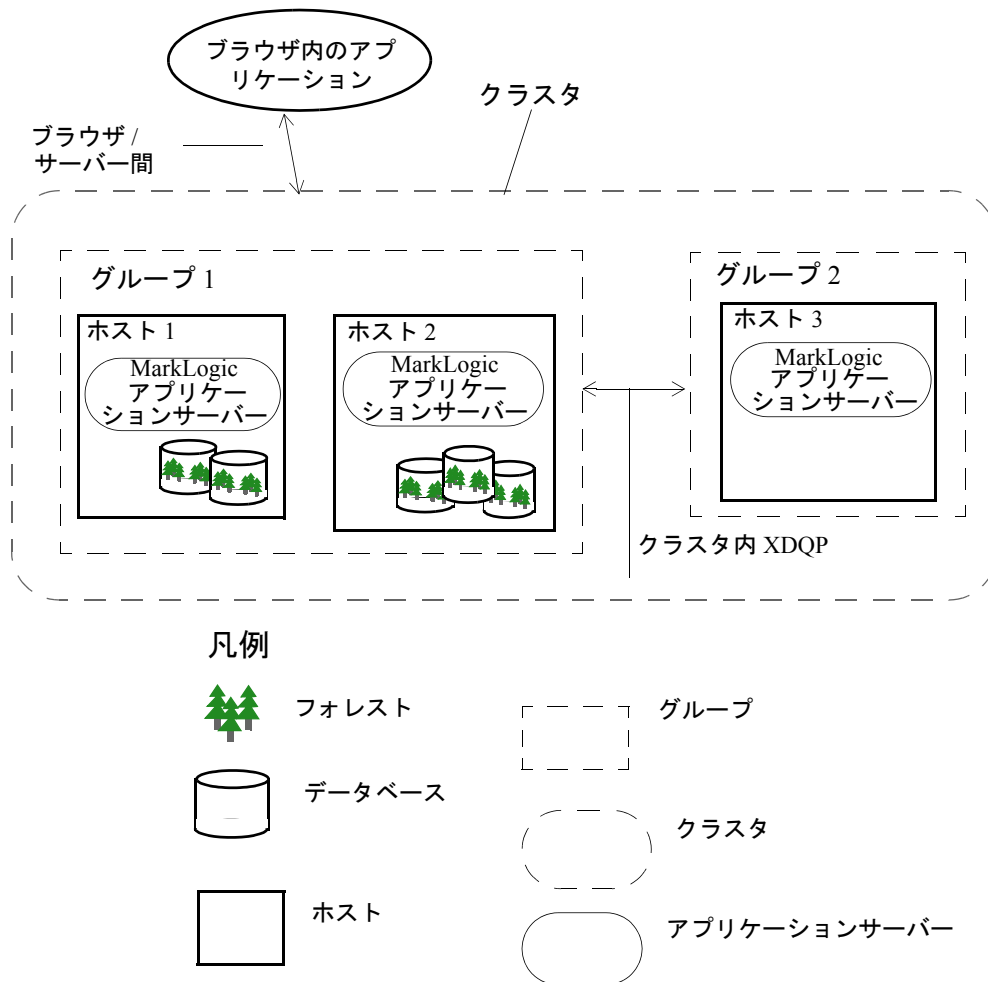 ブラウザ内のアプ
リケーション
クラスタ
ブラウザ /
サーバー間
グループ 1
グループ 2
ホスト 1
MarkLogic
アプリケー
ションサーバー
ホスト 2
MarkLogic
アプリケー
ションサーバー
ホスト 3
MarkLogic
アプリケー
ションサーバー
クラスタ内 XDQP
凡例
フォレスト
グループ
データベース
クラスタ
ホスト
アプリケーションサーバー